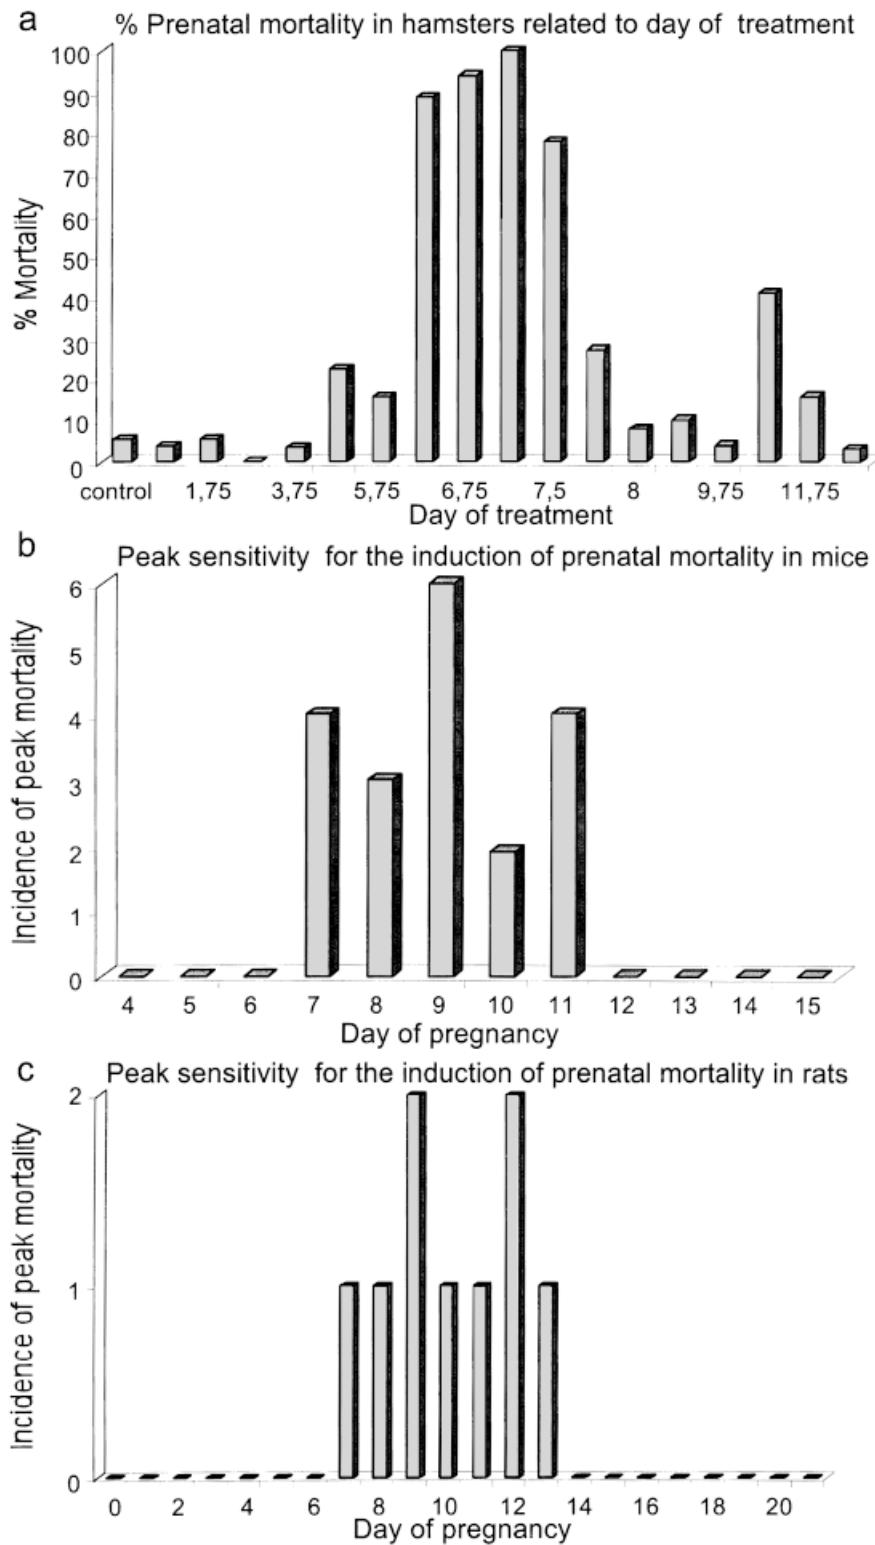 a
% Prenatal mortality in hamsters related to day of treatment
100
90
80
70
60
50
40
30
20
10
0
% Mortality
control 1,75 3,75 5,75 6,75 7,5 8 9,75 11,75
Day of treatment
b
Peak sensitivity for the induction of prenatal mortality in mice
6
5
4
3
2
1
0
Incidence of peak mortality
4 5 6 7 8 9 10 11 12 13 14 15
Day of pregnancy
c
Peak sensitivity for the induction of prenatal mortality in rats
2
1
0
Incidence of peak mortality
0 2 4 6 8 10 12 14 16 18 20
Day of pregnancy